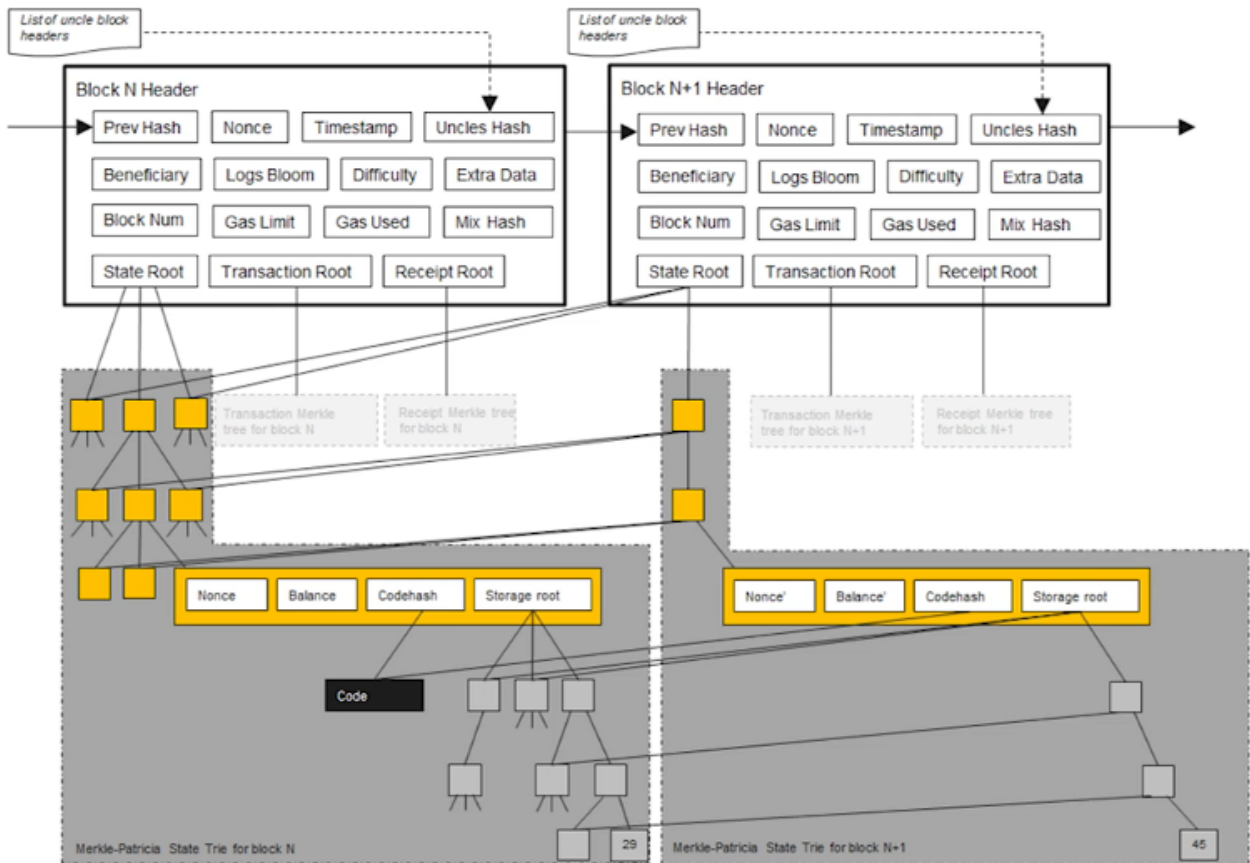 List of uncle block
headers
List of uncle block
headers
Block N Header
Prev Hash
Nonce
Timestamp
Uncles Hash
Beneficiary
Logs Bloom
Difficulty
Extra Data
Block Num
Gas Limit
Gas Used
Mix Hash
State Root
Transaction Root
Receipt Root
Block N+1 Header
Prev Hash
Nonce
Timestamp
Uncles Hash
Beneficiary
Logs Bloom
Difficulty
Extra Data
Block Num
Gas Limit
Gas Used
Mix Hash
State Root
Transaction Root
Receipt Root
Transaction Merkle
tree for block N
Receipt Merkle tree
for block N
Transaction Merkle
tree for block N+1
Receipt Merkle tree
for block N+1
Nonce
Balance
Codehash
Storage root
Nonce'
Balance'
Codehash
Storage root
Code
29
45
Merkle-Patricia State Trie for block N
Merkle-Patricia State Trie for block N+1